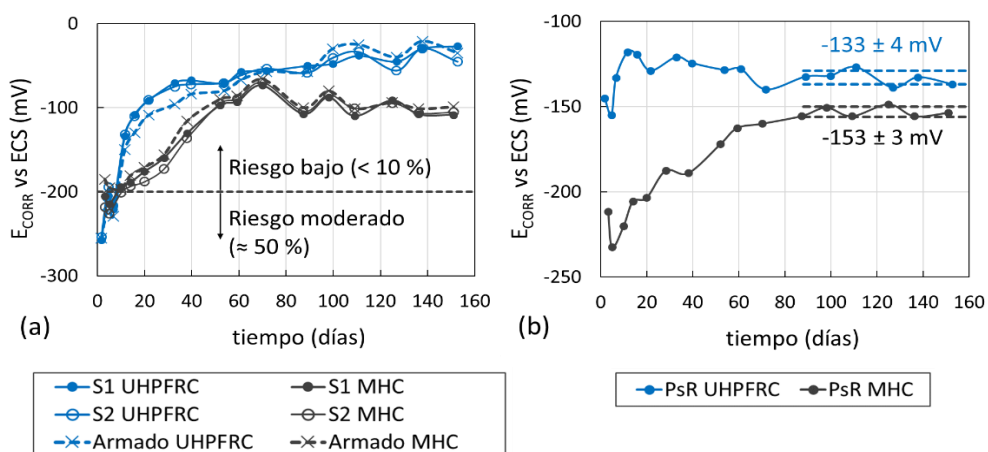 0
-100
-200
-300
E_CORR vs ECS (mV)
Riesgo bajo (< 10 %)
Riesgo moderado
(≈ 50 %)
0 20 40 60 80 100 120 140 160
(a)
tiempo (días)
S1 UHPFRC
S1 MHC
S2 UHPFRC
S2 MHC
Armado UHPFRC
Armado MHC
-100
-150
-200
-250
E_CORR vs ECS (mV)
-133 ± 4 mV
-153 ± 3 mV
0 20 40 60 80 100 120 140 160
(b)
tiempo (días)
PsR UHPFRC
PsR MHC